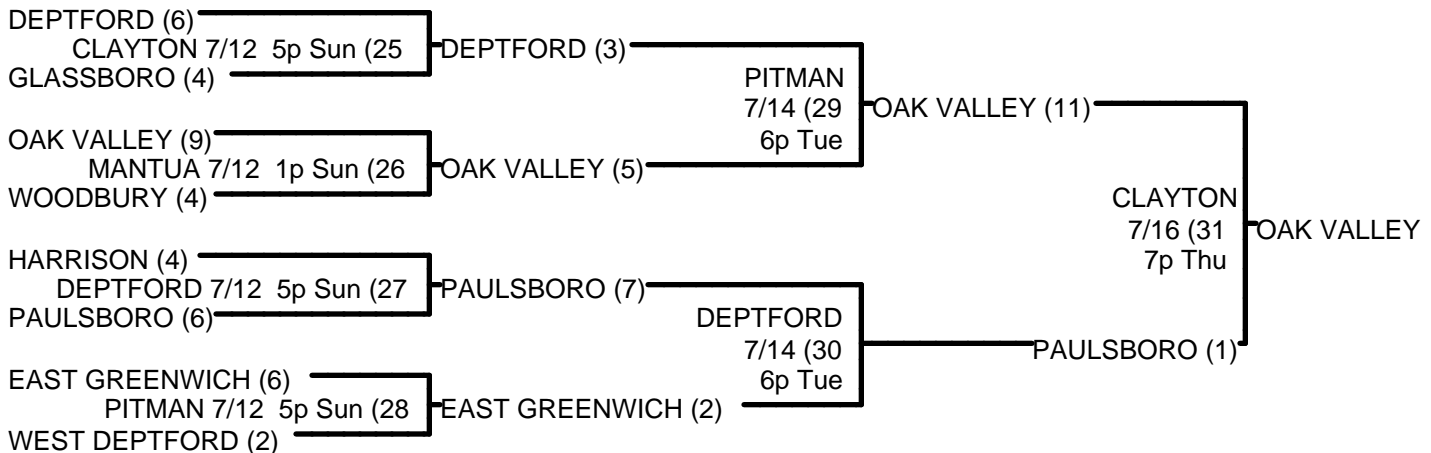 DEPTFORD (6)
CLAYTON 7/12 5p Sun (25
GLASSBORO (4)
DEPTFORD (3)
OAK VALLEY (9)
MANTUA 7/12 1p Sun (26
WOODBURY (4)
OAK VALLEY (5)
PITMAN
7/14 (29
6p Tue
OAK VALLEY (11)
HARRISON (4)
DEPTFORD 7/12 5p Sun (27
PAULSBORO (6)
PAULSBORO (7)
EAST GREENWICH (6)
PITMAN 7/12 5p Sun (28
WEST DEPTFORD (2)
EAST GREENWICH (2)
DEPTFORD
7/14 (30
6p Tue
PAULSBORO (1)
CLAYTON
7/16 (31
7p Thu
OAK VALLEY